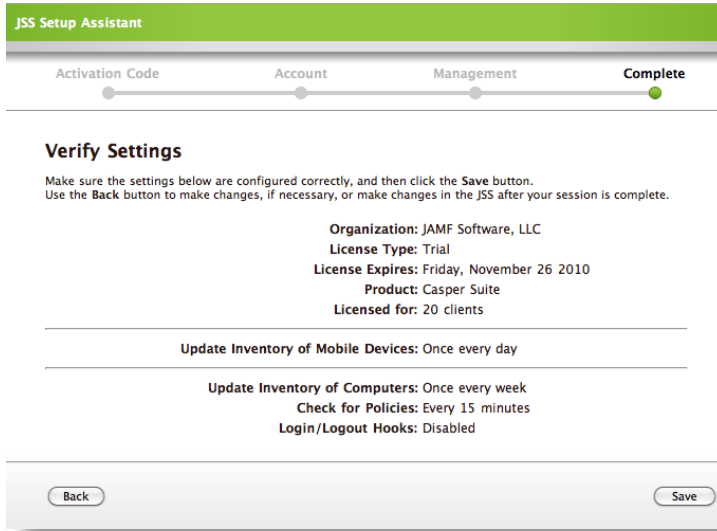 JSS Setup Assistant
Activation Code Account Management Complete
Verify Settings
Make sure the settings below are configured correctly, and then click the Save button.
Use the Back button to make changes, if necessary, or make changes in the JSS after your session is complete.
Organization: JAMF Software, LLC
License Type: Trial
License Expires: Friday, November 26 2010
Product: Casper Suite
Licensed for: 20 clients
Update Inventory of Mobile Devices: Once every day
Update Inventory of Computers: Once every week
Check for Policies: Every 15 minutes
Login/Logout Hooks: Disabled
Back Save